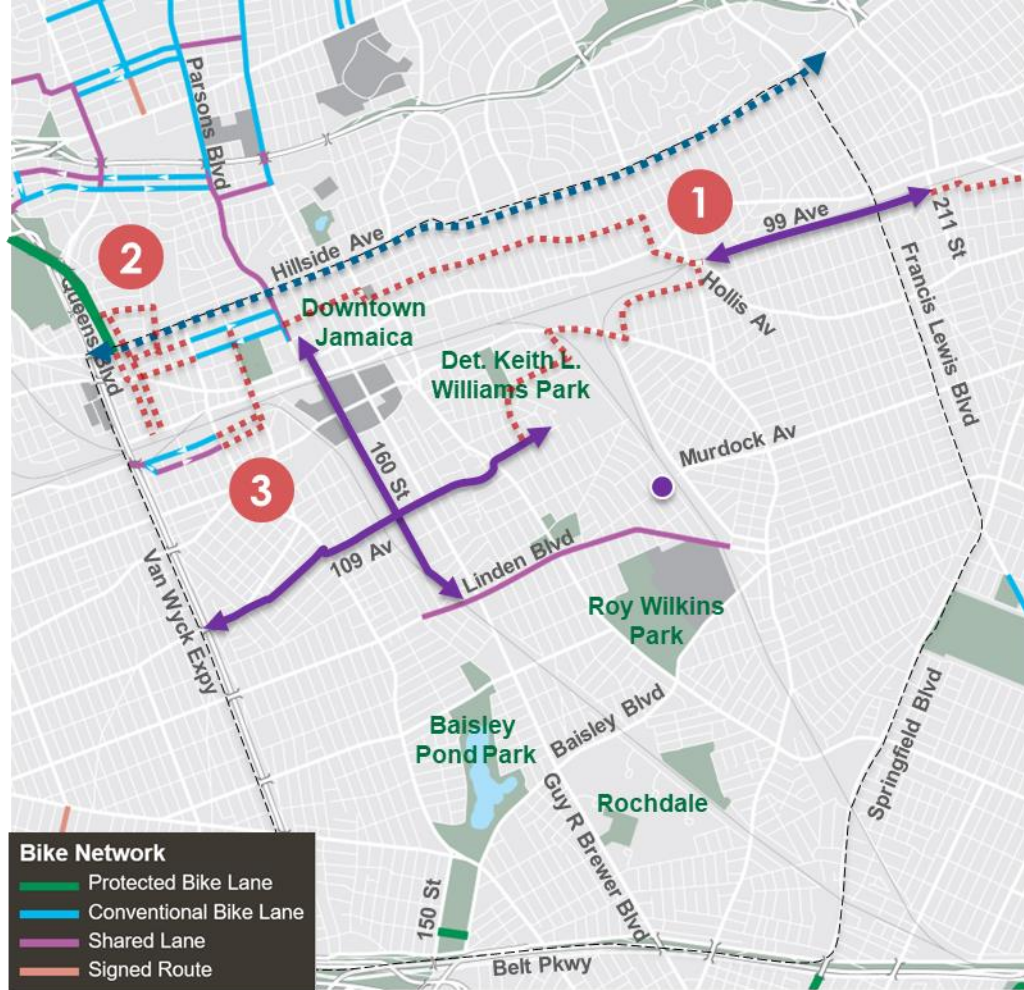 Parsons Blvd
1
99 Ave
211 St
2
Hillside Ave
Queens Blvd
Hollis Av
Francis Lewis Blvd
Downtown
Jamaica
Det. Keith L.
Williams Park
Murdock Av
160 St
3
109 Av
Linden Blvd
Van Wyck Expy
Roy Wilkins
Park
Baisley Blvd
Springfield Blvd
Baisley
Pond Park
Rochdale
Guy R Brewer Blvd
150 St
Belt Pkwy
Bike Network
Protected Bike Lane
Conventional Bike Lane
Shared Lane
Signed Route